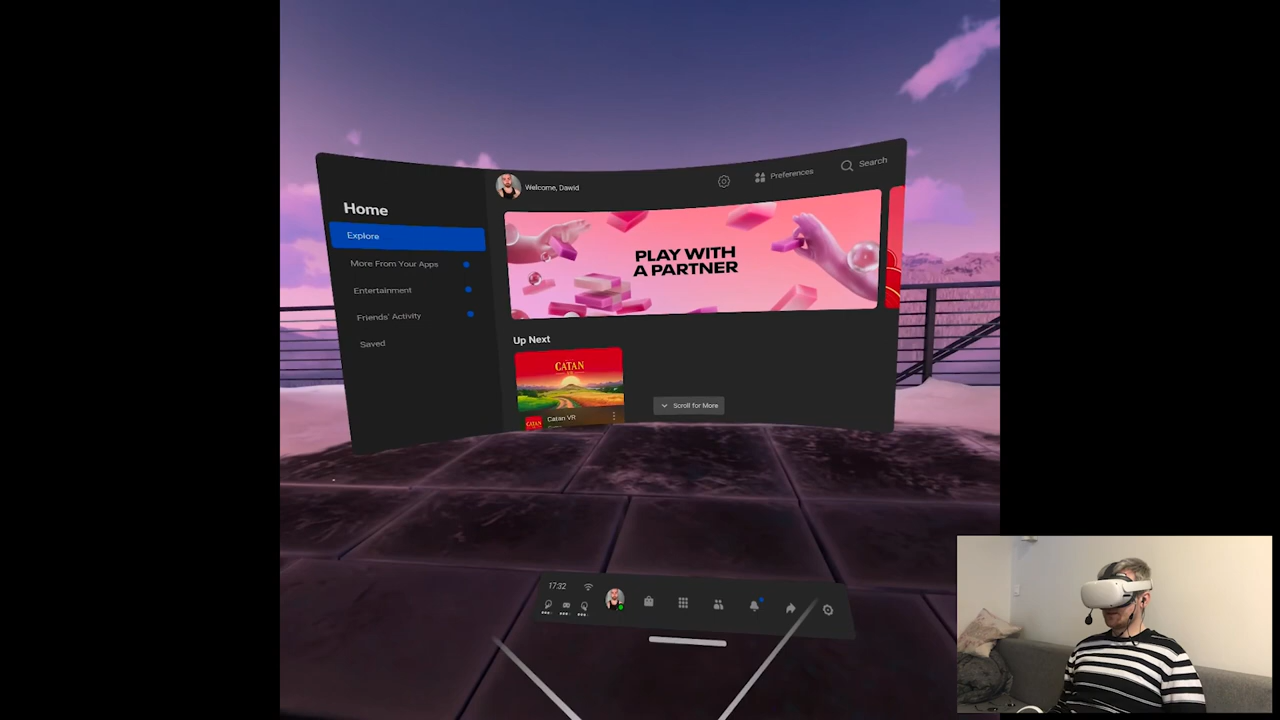 Home
Explore
More From Your Apps
Entertainment
Friends' Activity
Saved
Welcome, Dawid
Preferences
Search
PLAY WITH
A PARTNER
Up Next
CATAN
Catan VR
Scroll for More
17:32